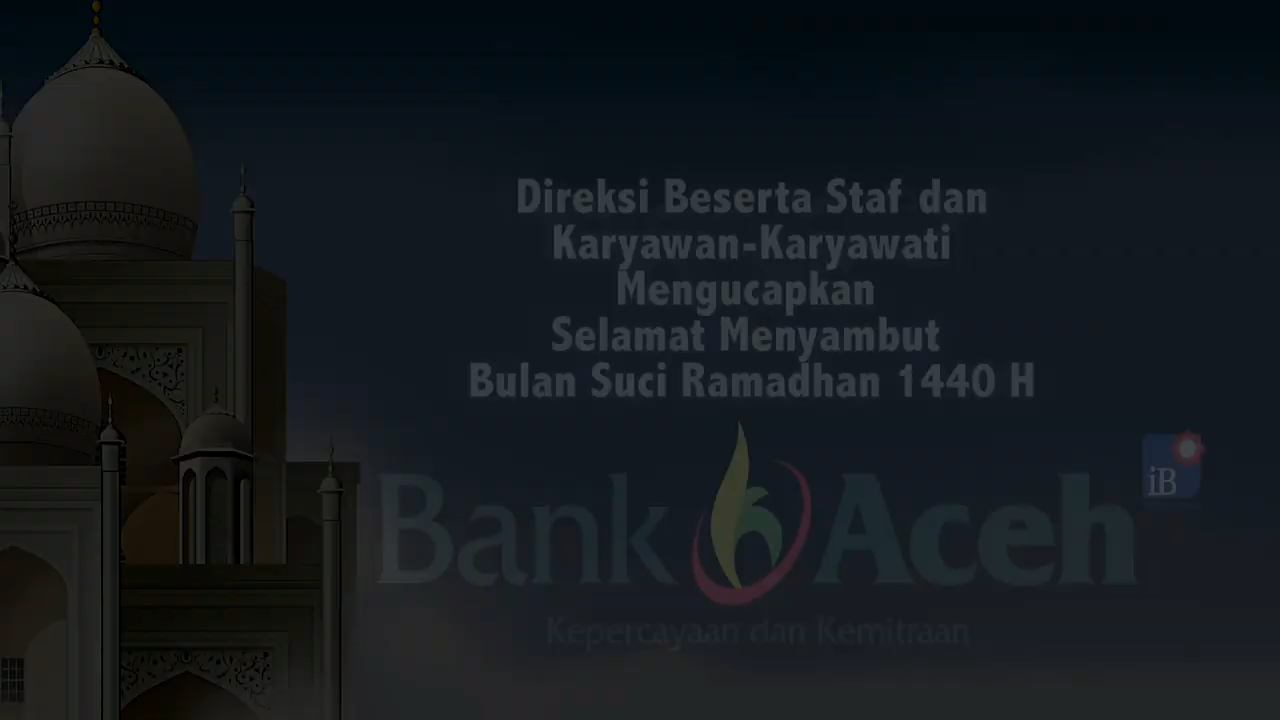 Direksi Beserta Staf dan
Karyawan-Karyawati
Mengucapkan
Selamat Menyambut
Bulan Suci Ramadhan 1440 H
iB
Bank Aceh
Kepercayaan dan Kemitraan